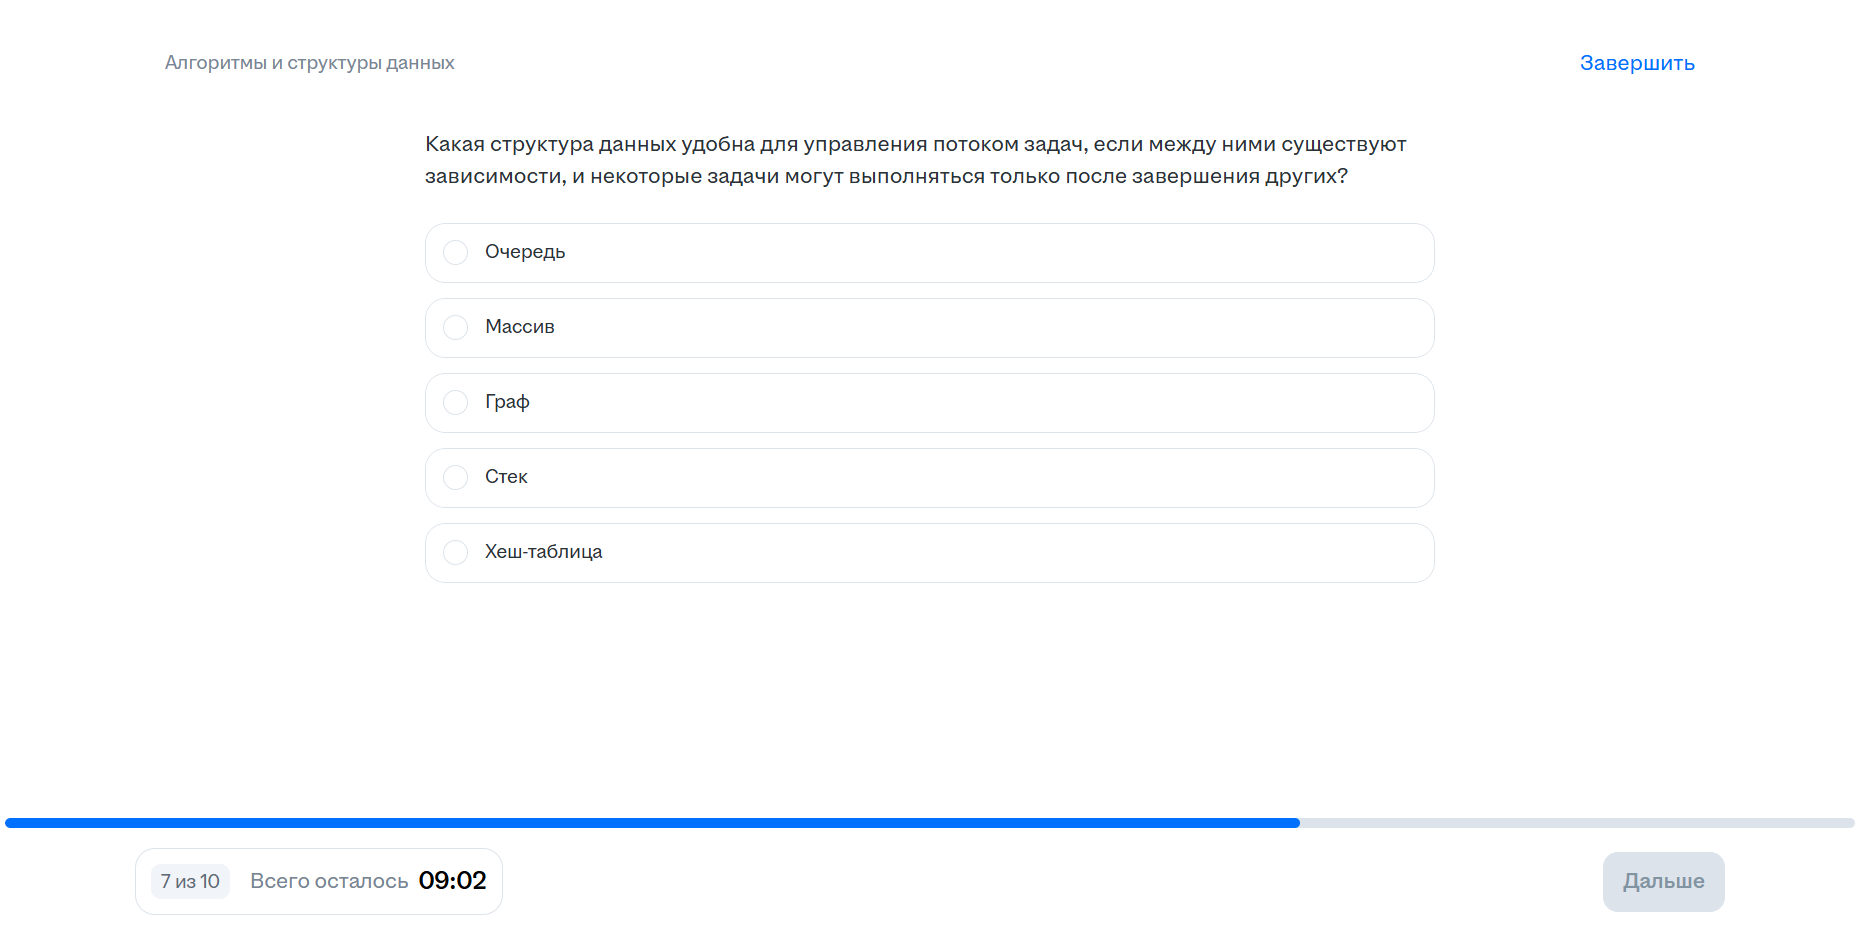 Алгоритмы и структуры данных
Завершить
Какая структура данных удобна для управления потоком задач, если между ними существуют
зависимости, и некоторые задачи могут выполняться только после завершения других?
Очередь
Массив
Граф
Стек
Хеш-таблица
7 из 10
Всего осталось 09:02
Дальше